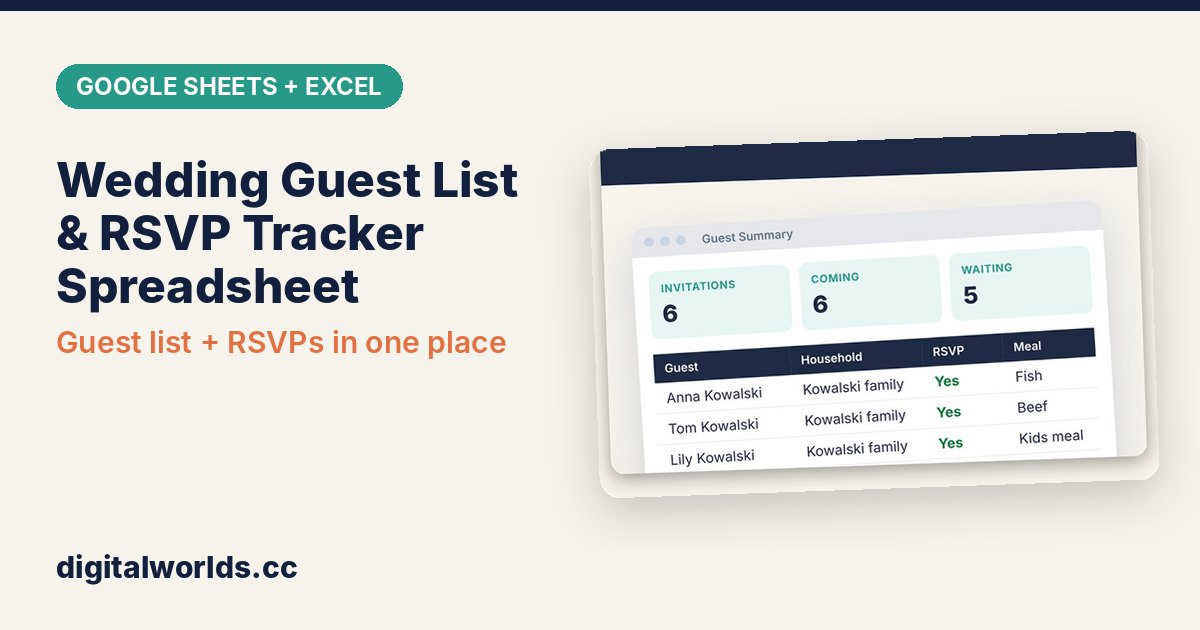 GOOGLE SHEETS + EXCEL
Wedding Guest List
& RSVP Tracker
Spreadsheet
Guest list + RSVPs in one place
Guest Summary
INVITATIONS COMING WAITING
6 6 5
Guest Household RSVP Meal
Anna Kowalski Kowalski family Yes Fish
Tom Kowalski Kowalski family Yes Beef
Lily Kowalski Kowalski family Yes Kids meal
digitalworlds.cc